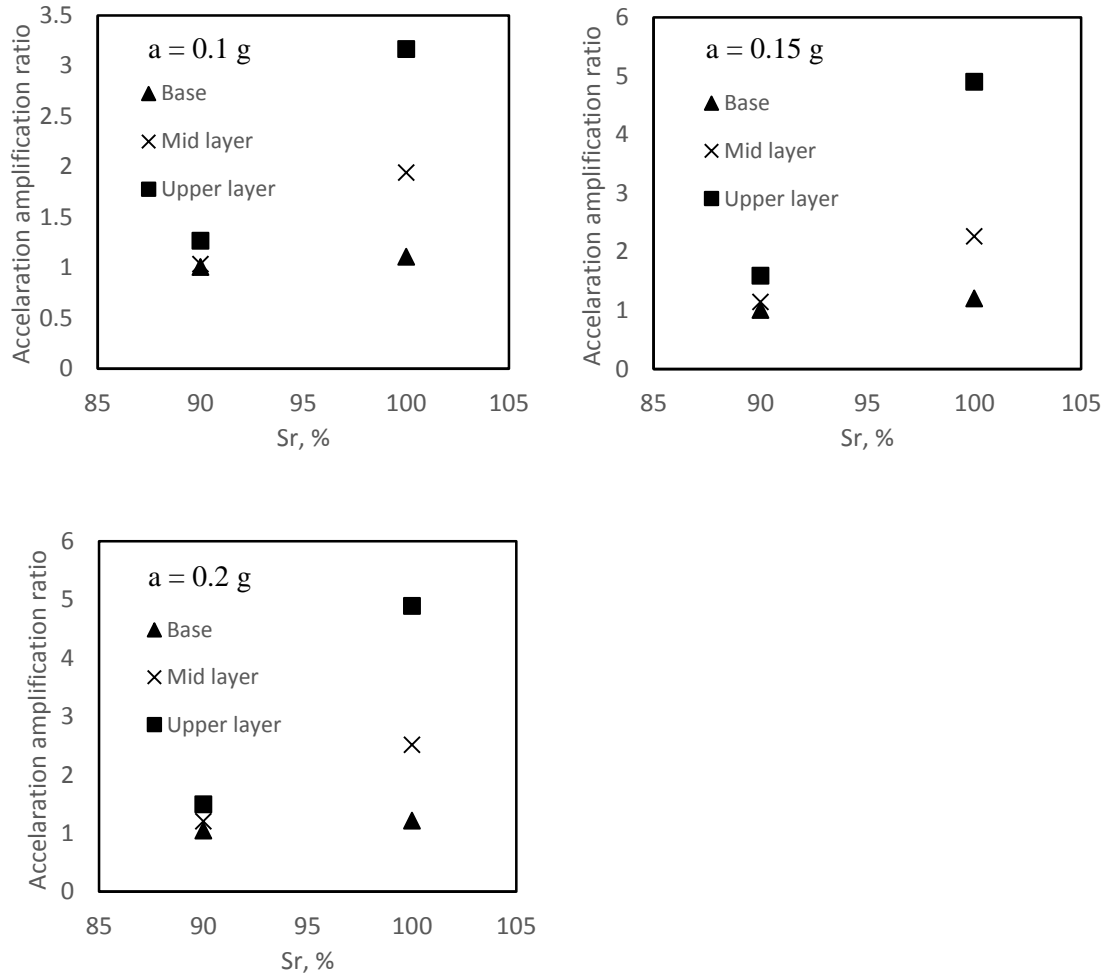 Accelaration amplification ratio
3.5
3
2.5
2
1.5
1
0.5
0
a = 0.1 g
Base
Mid layer
Upper layer
85 90 95 100 105
Sr, %
Accelaration amplification ratio
6
5
4
3
2
1
0
a = 0.15 g
Base
Mid layer
Upper layer
85 90 95 100 105
Sr, %
Accelaration amplification ratio
6
5
4
3
2
1
0
a = 0.2 g
Base
Mid layer
Upper layer
85 90 95 100 105
Sr, %